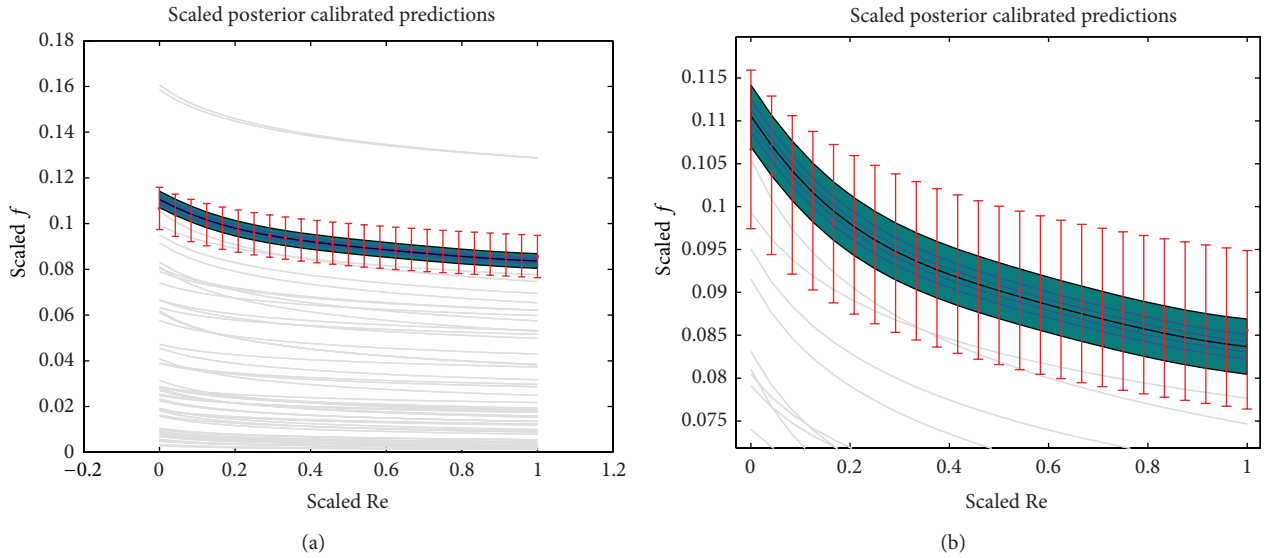 Scaled posterior calibrated predictions
0.18
0.16
0.14
0.12
0.1
0.08
0.06
0.04
0.02
0
−0.2 0 0.2 0.4 0.6 0.8 1 1.2
Scaled f
Scaled Re
(a)
Scaled posterior calibrated predictions
0.115
0.11
0.105
0.1
0.095
0.09
0.085
0.08
0.075
0 0.2 0.4 0.6 0.8 1
Scaled f
Scaled Re
(b)